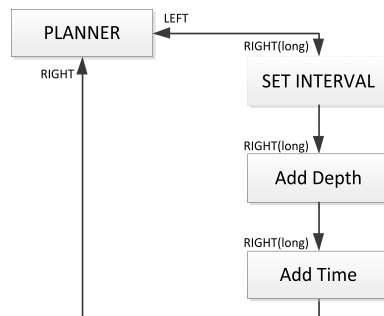 LEFT
PLANNER
RIGHT(long)
RIGHT
SET INTERVAL
RIGHT(long)
Add Depth
RIGHT(long)
Add Time